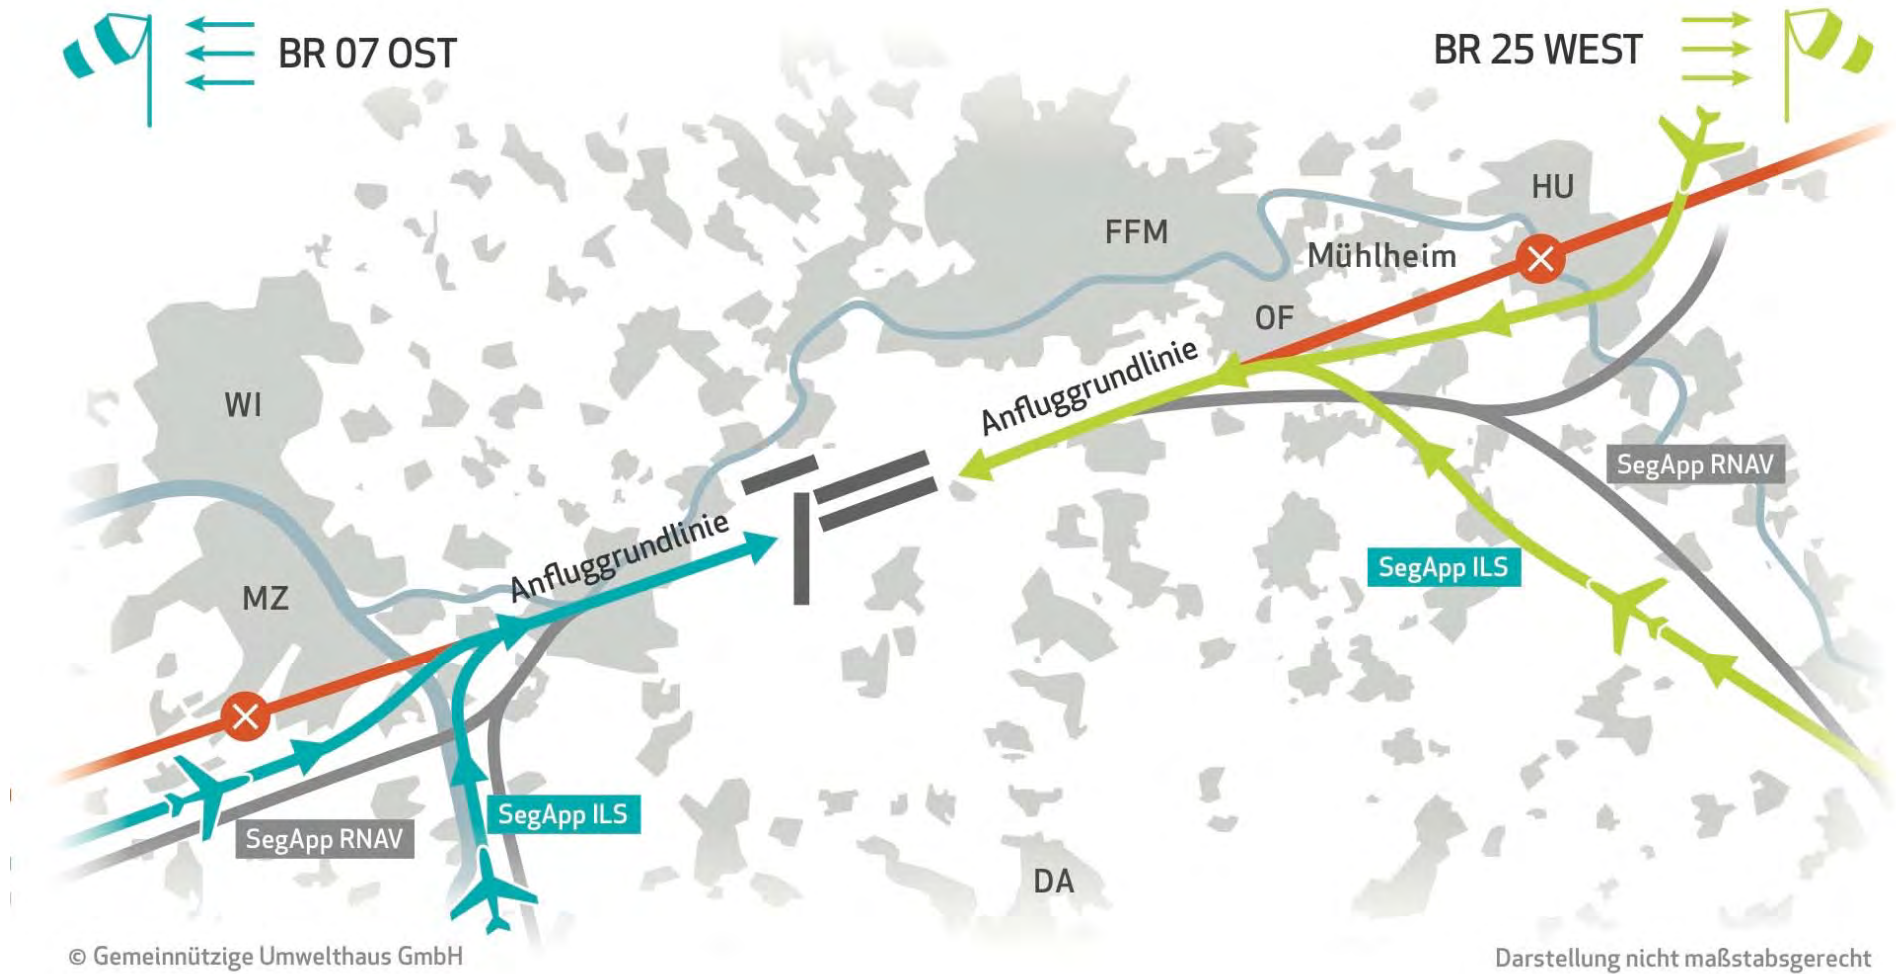 BR 07 OST
BR 25 WEST
HU
FFM
Mühlheim
OF
Anfluggrundlinie
WI
SegApp RNAV
Anfluggrundlinie
SegApp ILS
MZ
SegApp ILS
SegApp RNAV
DA
© Gemeinnützige Umwelthaus GmbH
Darstellung nicht maßstabsgerecht